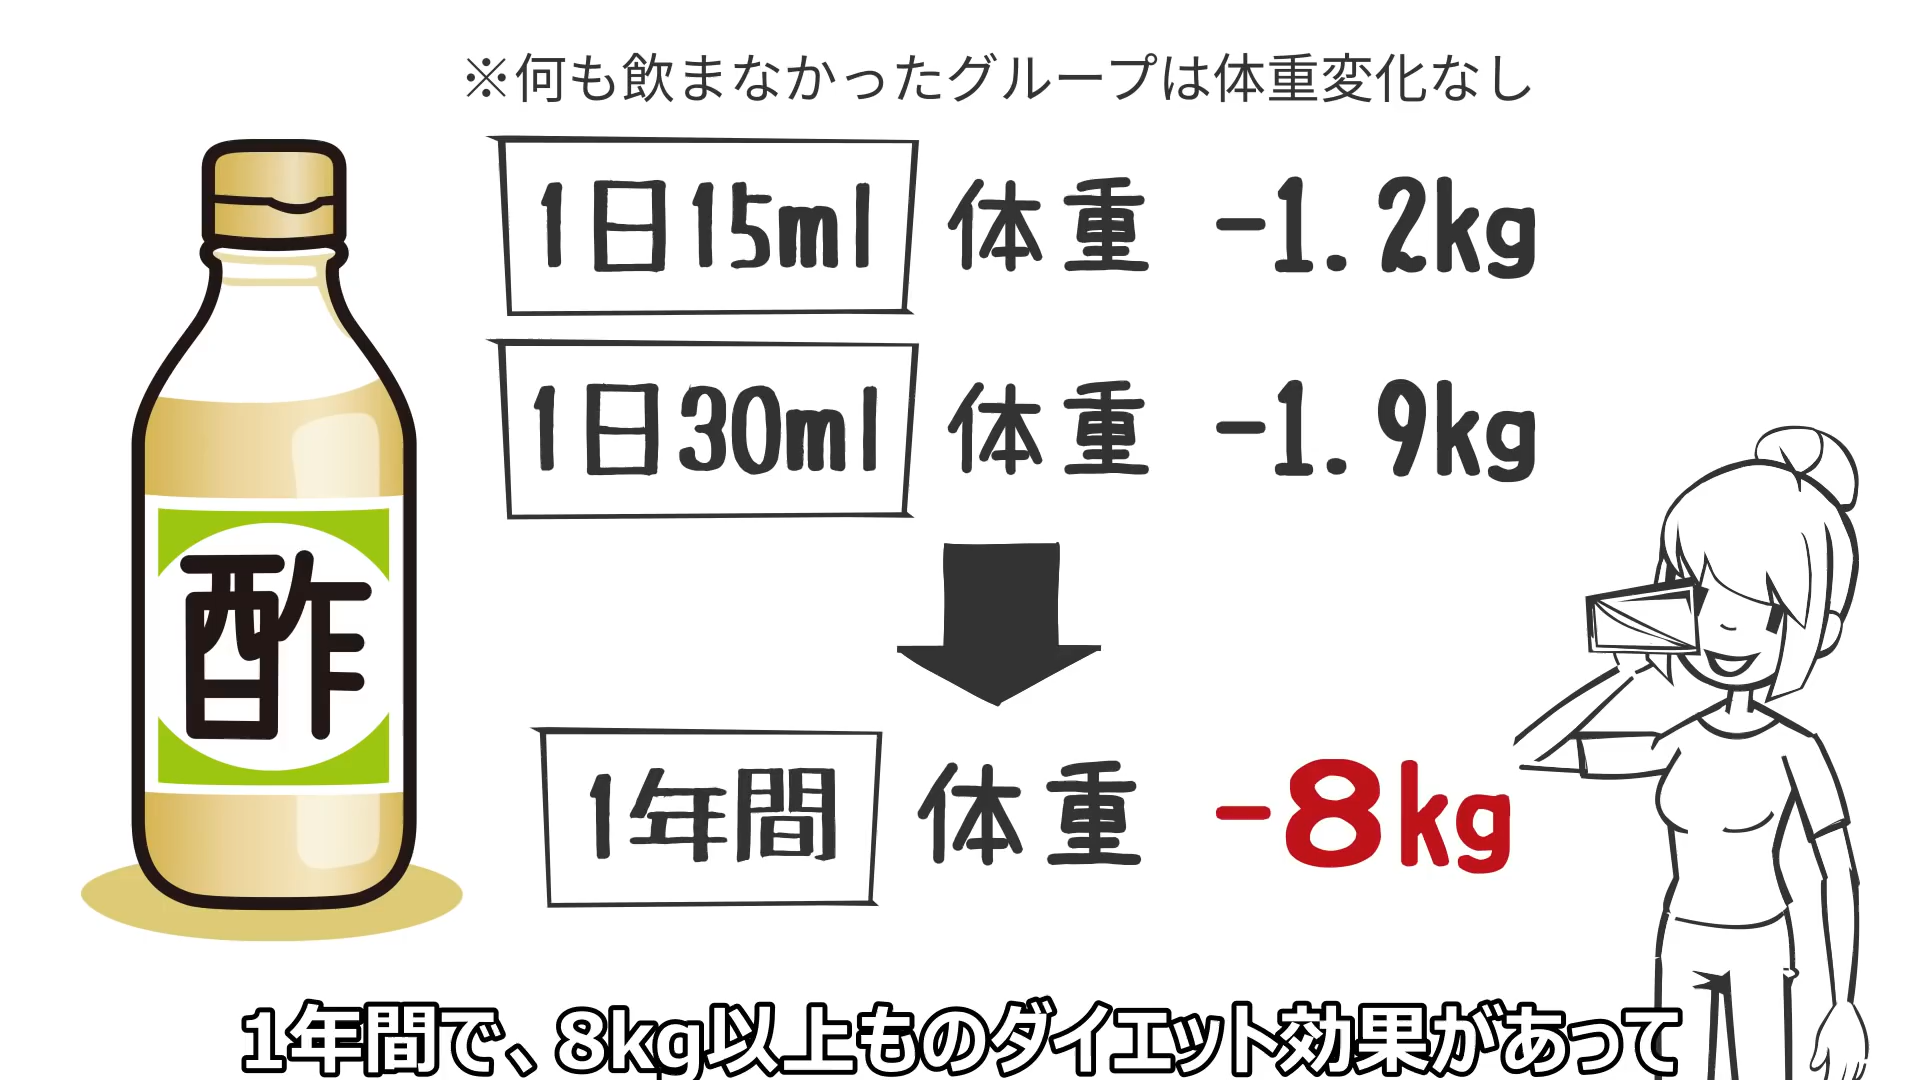 ※何も飲まなかったグループは体重変化なし
1日15ml 体重 -1.2kg
1日30ml 体重 -1.9kg
酢
1年間 体重 -8kg
1年間で、8kg以上ものダイエット効果があって